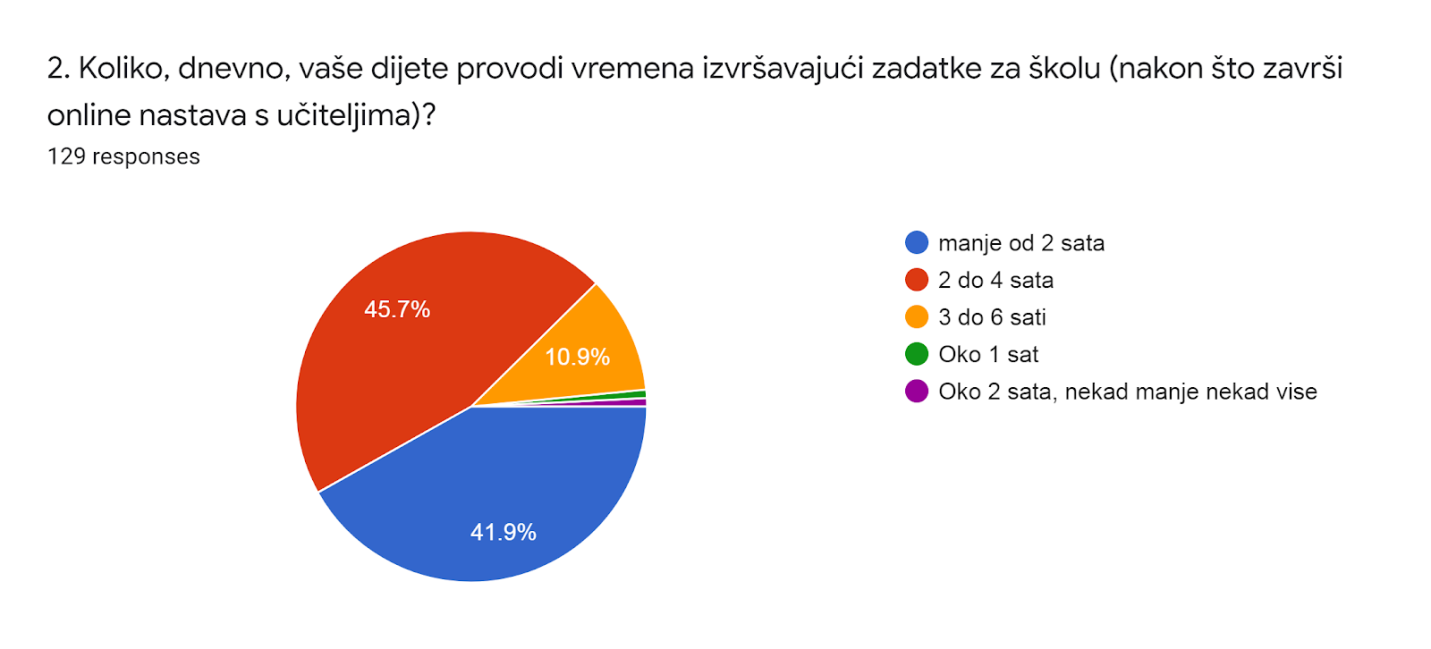 2. Koliko, dnevno, vaše dijete provodi vremena izvršavajući zadatke za školu (nakon što završi
online nastava s učiteljima)?
129 responses
45.7%
10.9%
41.9%
manje od 2 sata
2 do 4 sata
3 do 6 sati
Oko 1 sat
Oko 2 sata, nekad manje nekad vise